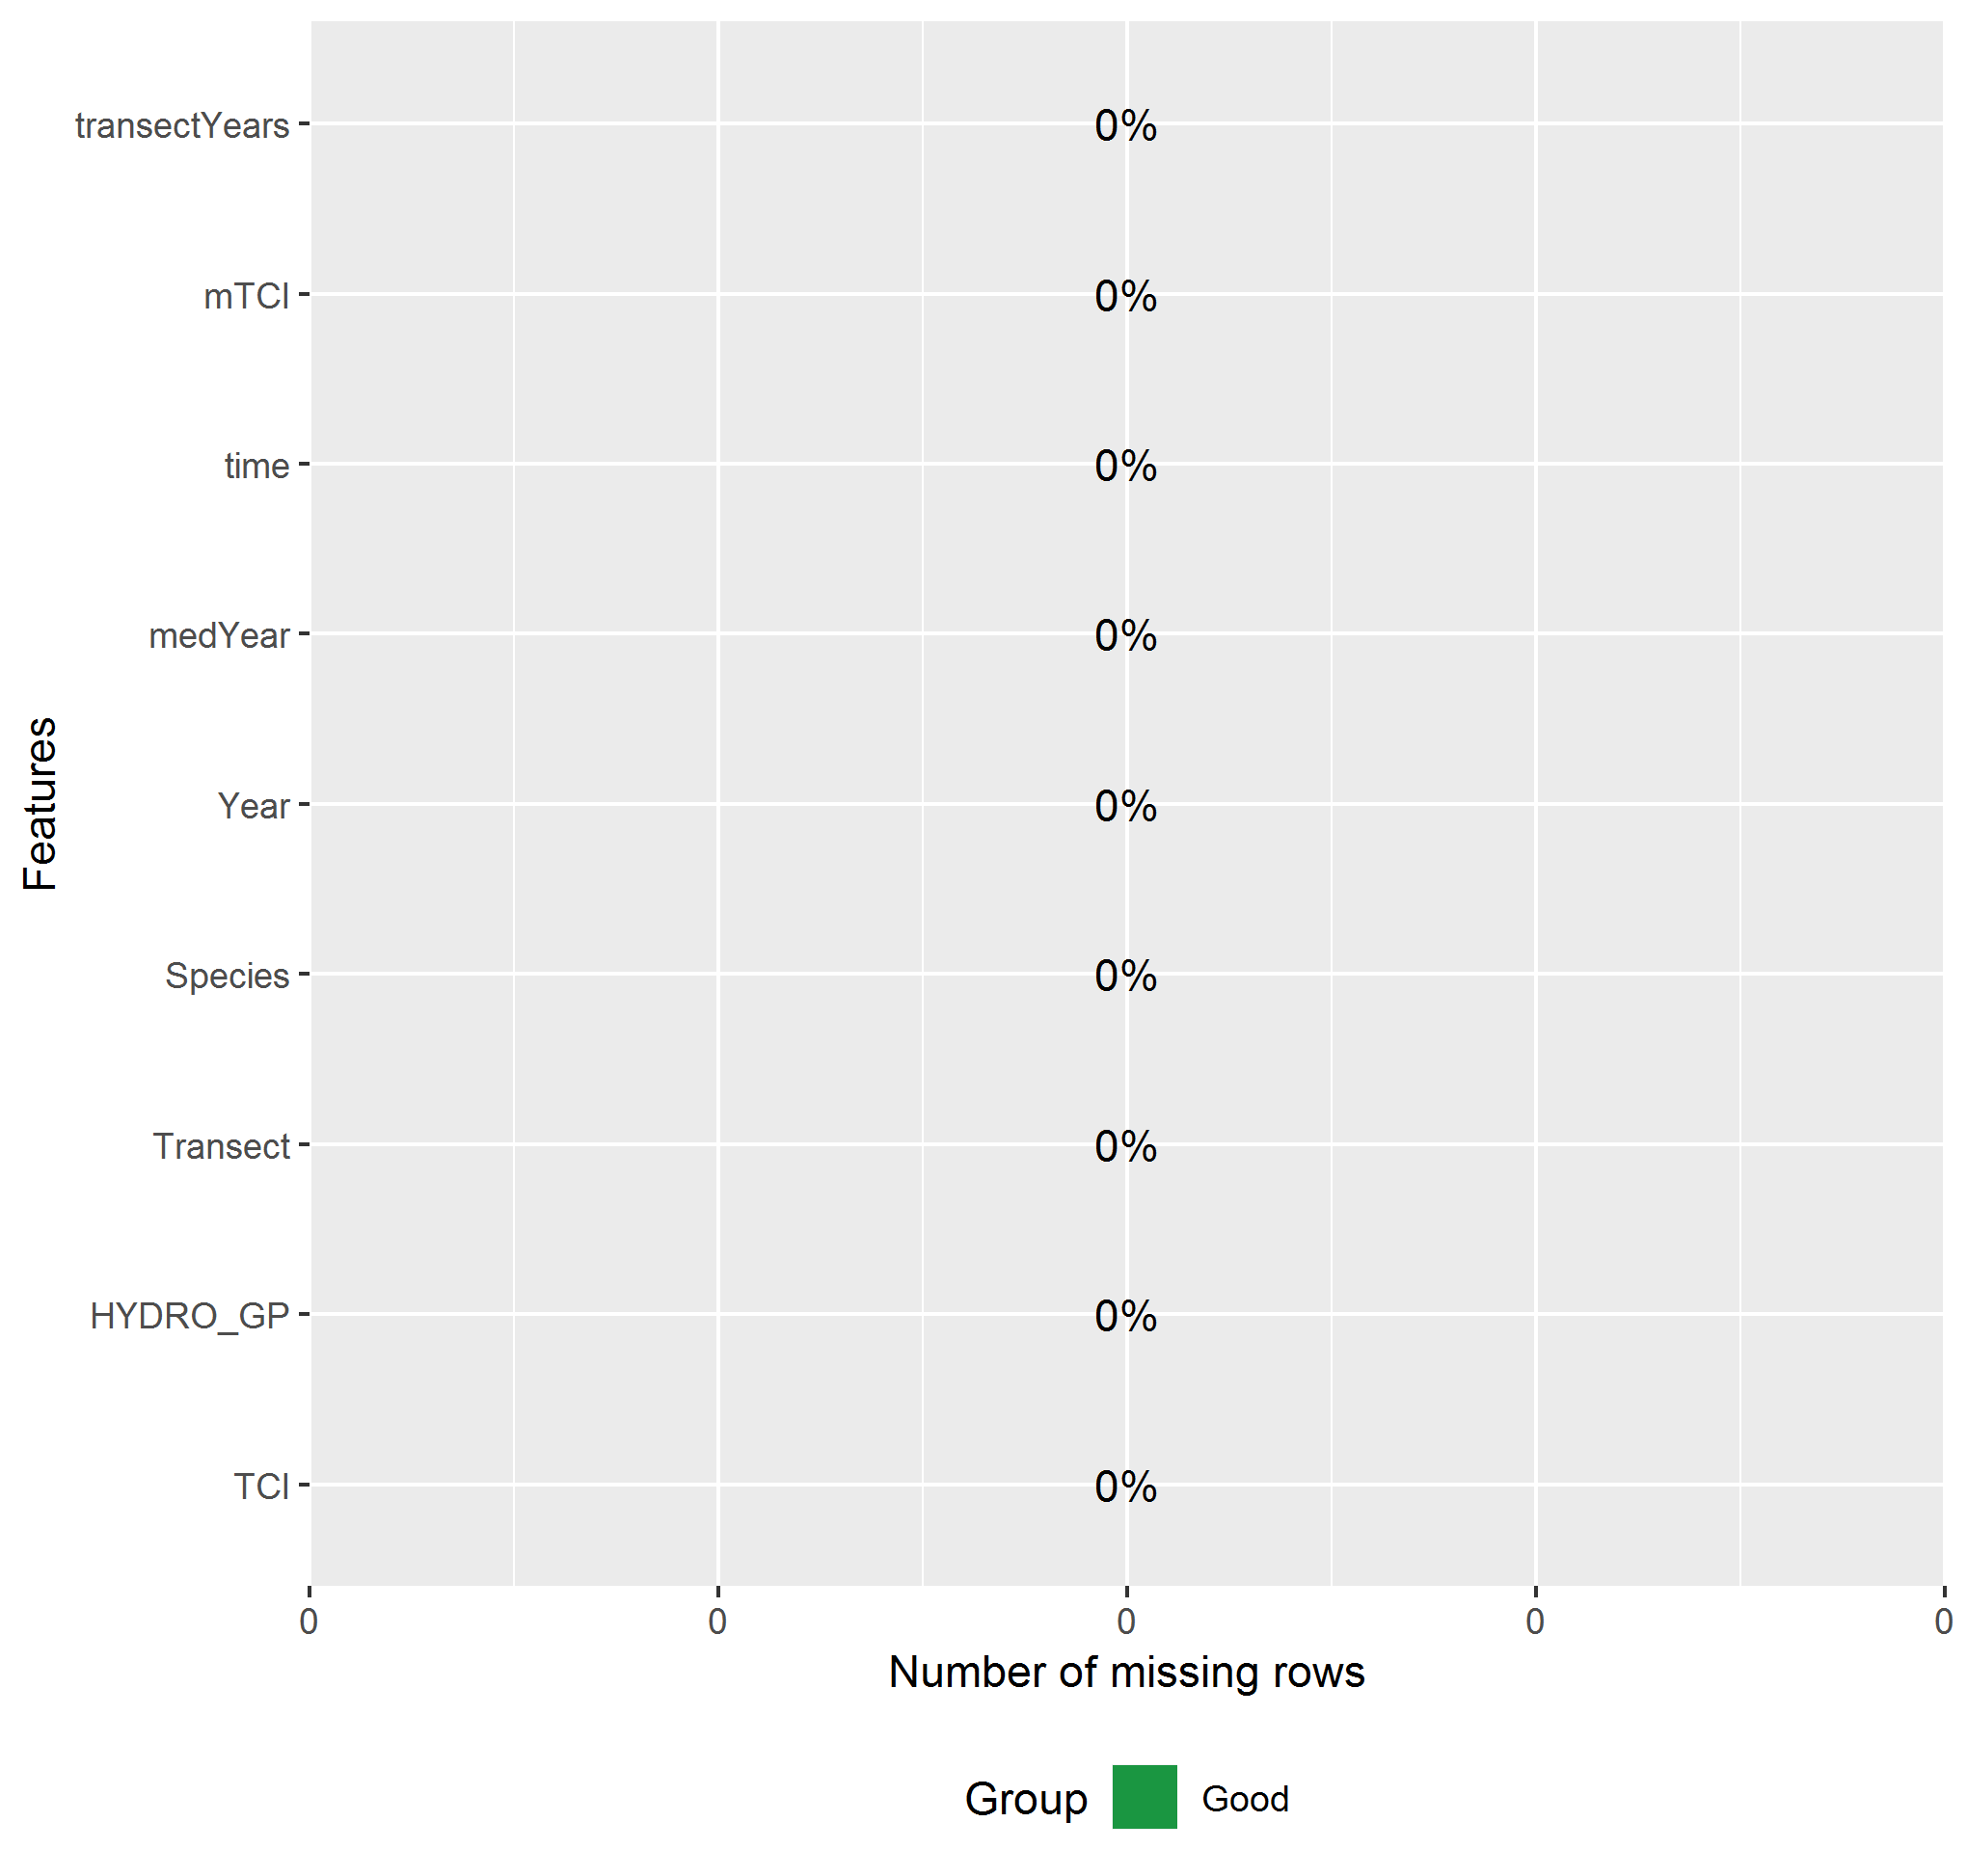 transectYears 0%
mTCI 0%
time 0%
medYear 0%
Year 0%
Features
Species 0%
Transect 0%
HYDRO_GP 0%
TCI 0%
0 0 0 0 0
Number of missing rows
Group Good